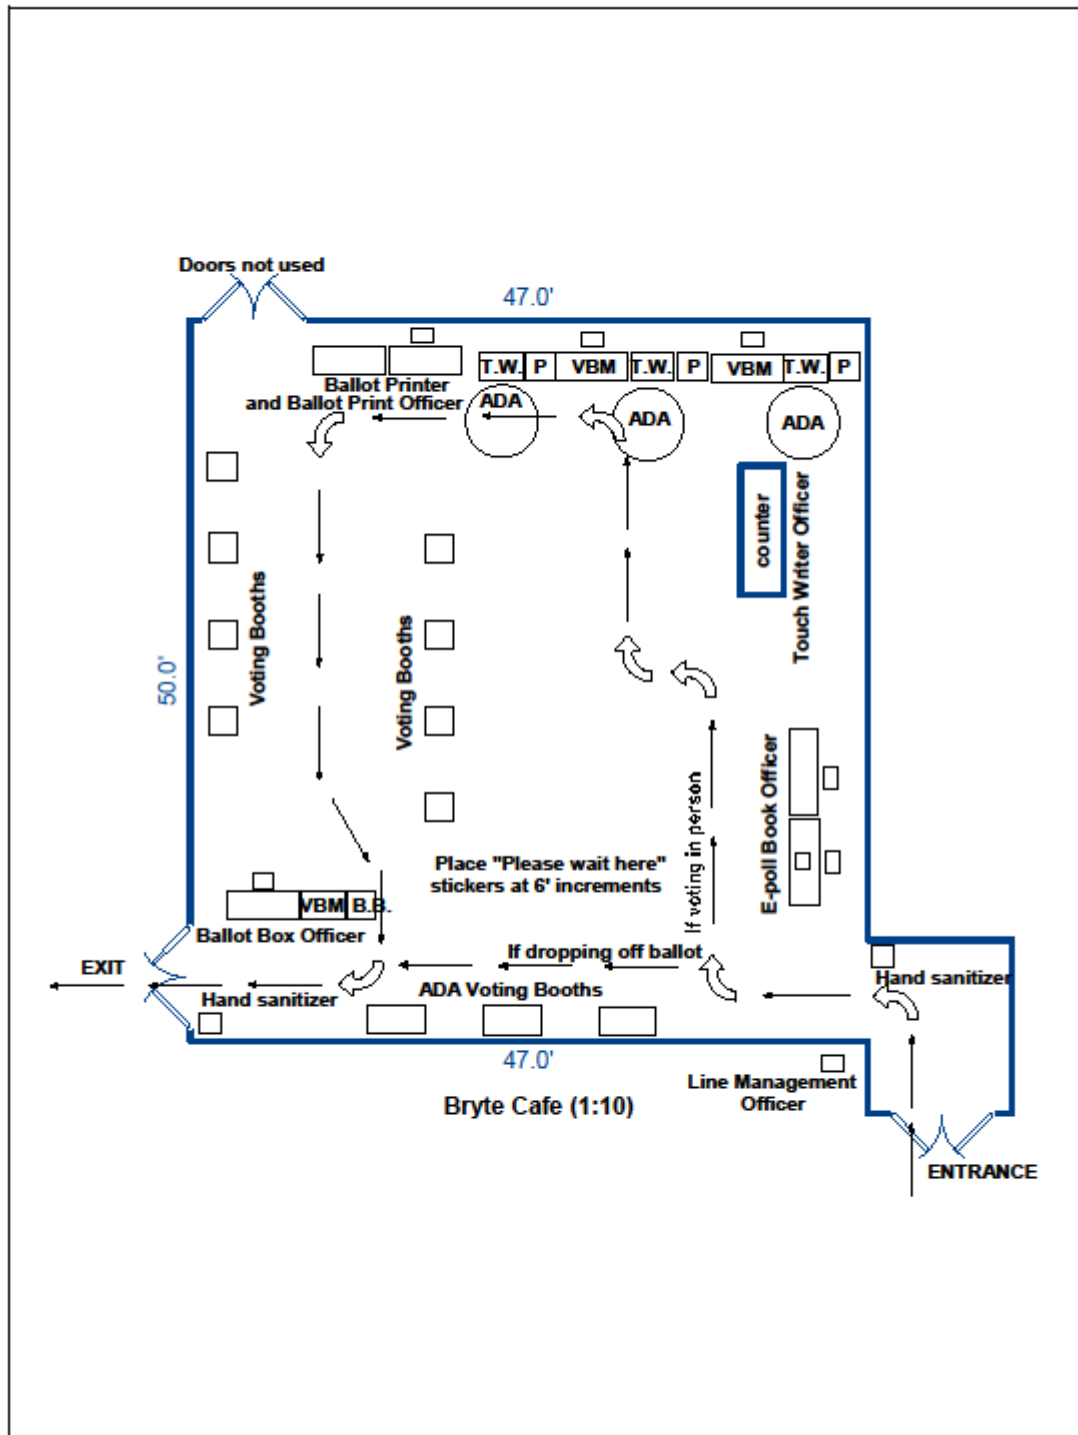 Doors not used
47.0'
T.W. P VBM T.W. P VBM T.W. P
Ballot Printer
and Ballot Print Officer
ADA
ADA
ADA
counter
Touch Writer Officer
Voting Booths
Voting Booths
50.0'
E-poll Book Officer
If voting in person
Place "Please wait here"
stickers at 6' increments
VBM B.B.
Ballot Box Officer
If dropping off ballot
EXIT
Hand sanitizer
Hand sanitizer
ADA Voting Booths
47.0'
Line Management
Officer
Bryte Cafe (1:10)
ENTRANCE